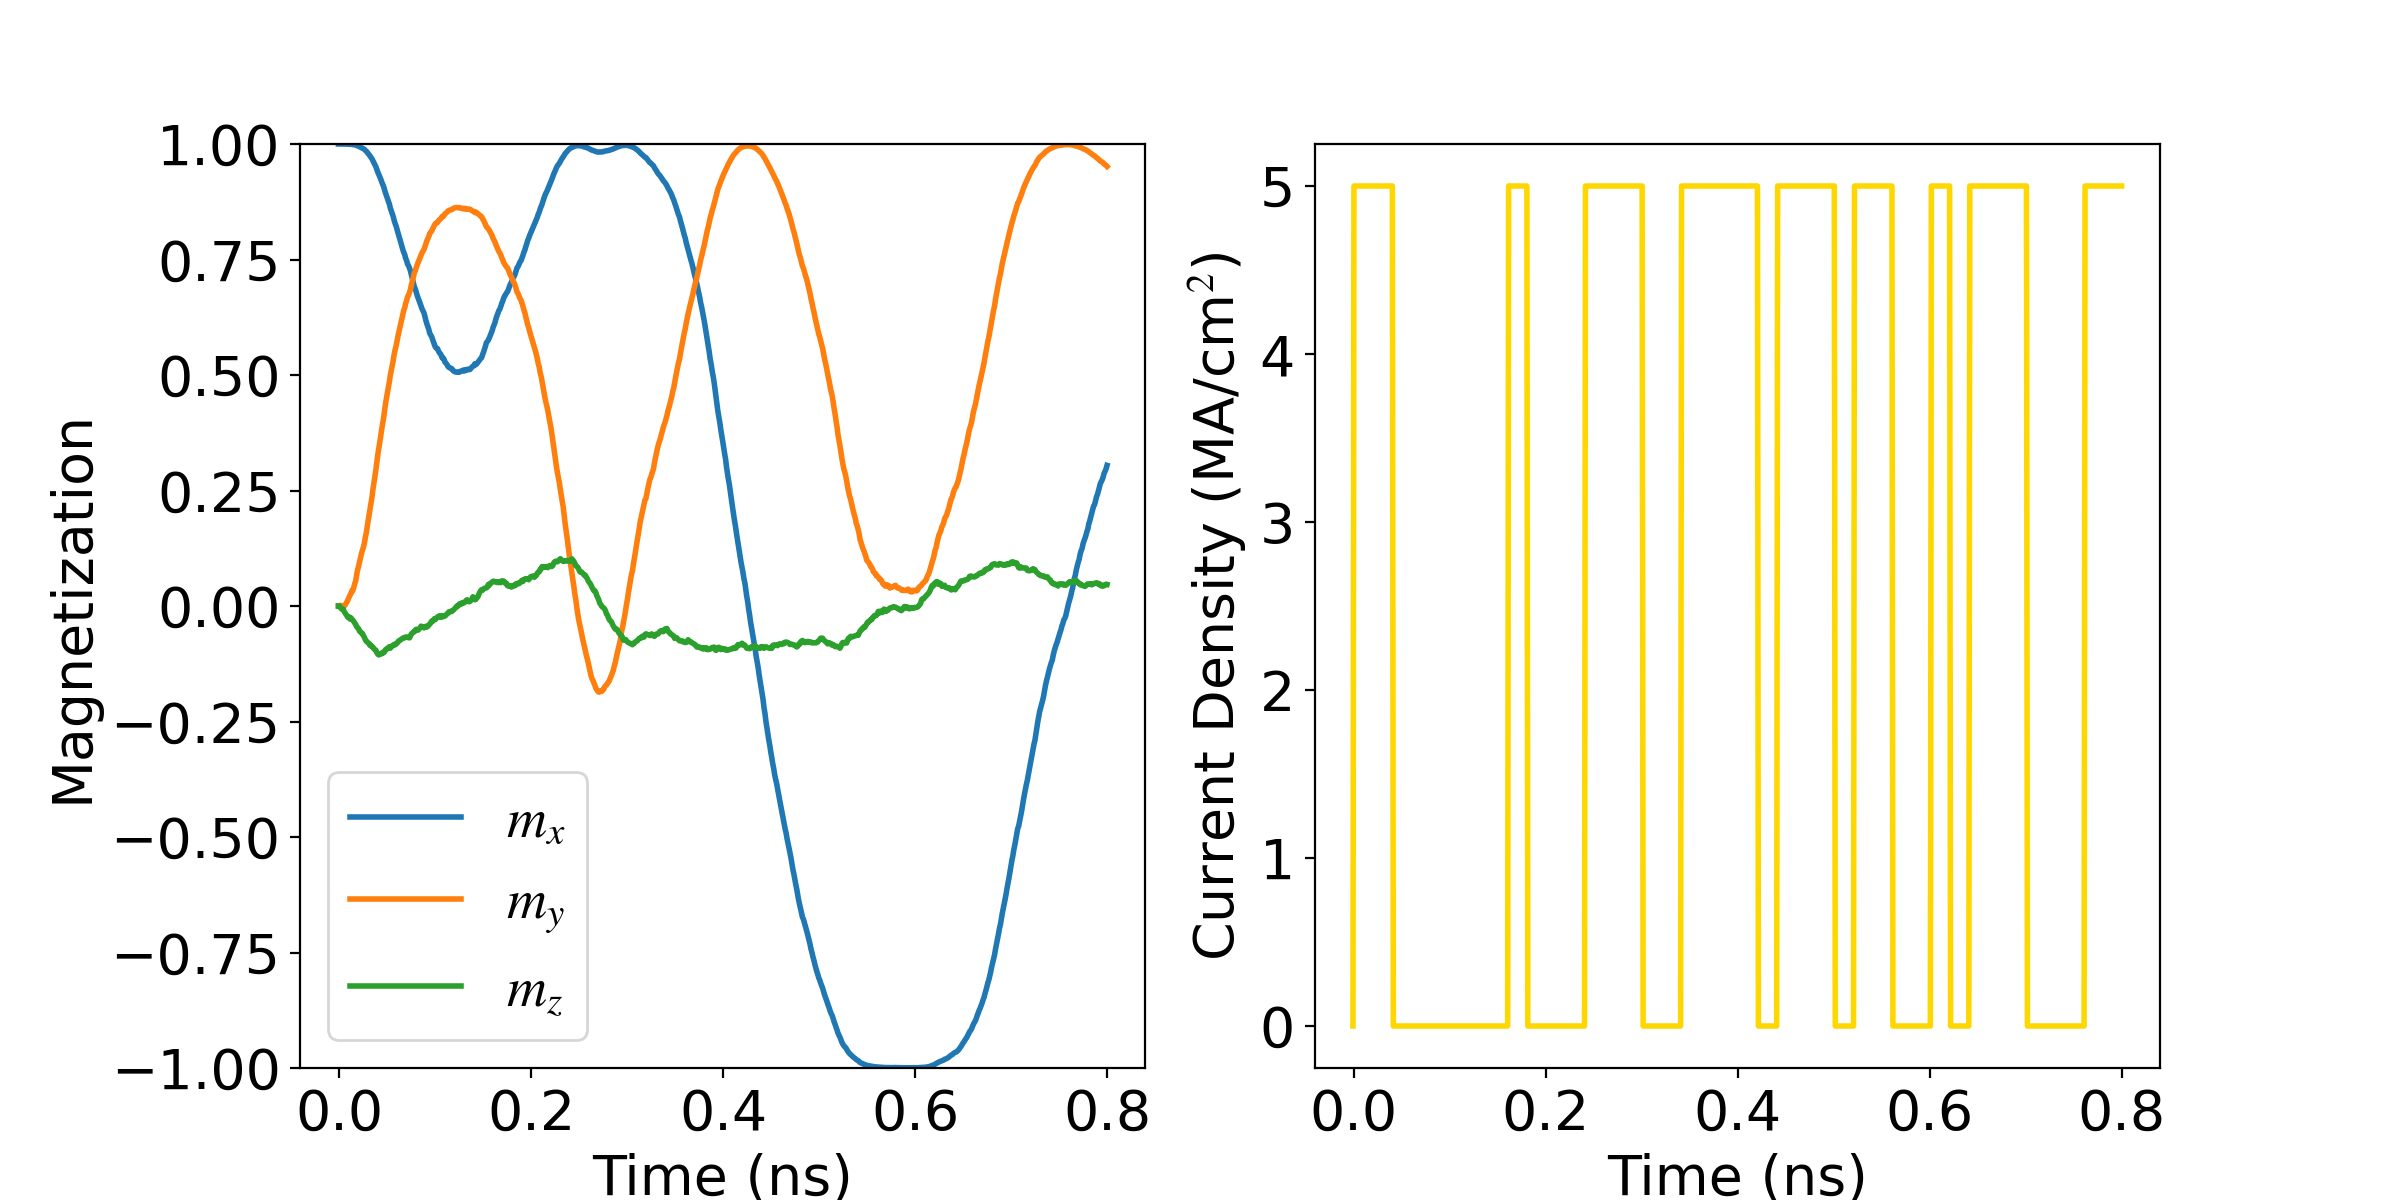 1.00
0.75
0.50
0.25
0.00
−0.25
−0.50
−0.75
−1.00
Magnetization
m_x
m_y
m_z
0.0 0.2 0.4 0.6 0.8
Time (ns)
5
4
3
2
1
0
Current Density (MA/cm²)
0.0 0.2 0.4 0.6 0.8
Time (ns)